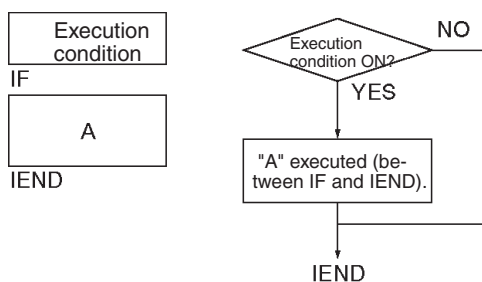 Execution
condition
IF
A
IEND
Execution
condition ON?
NO
YES
"A" executed (be-
tween IF and IEND).
IEND